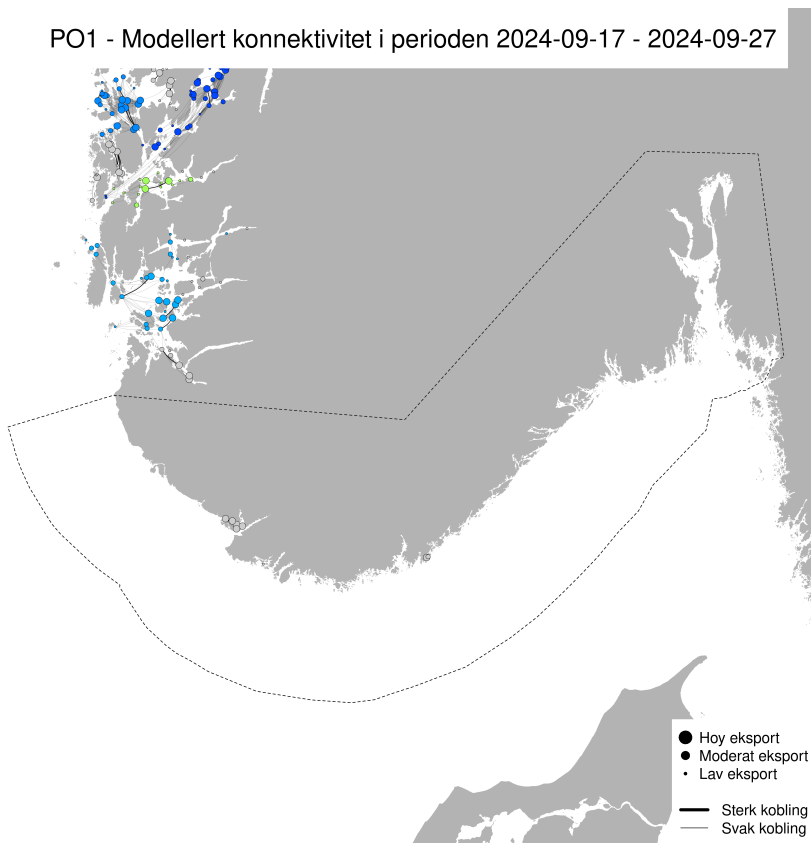 PO1 - Modellert konnektivitet i perioden 2024-09-17 - 2024-09-27
Hoy eksport
Moderat eksport
Lav eksport
Sterk kobling
Svak kobling